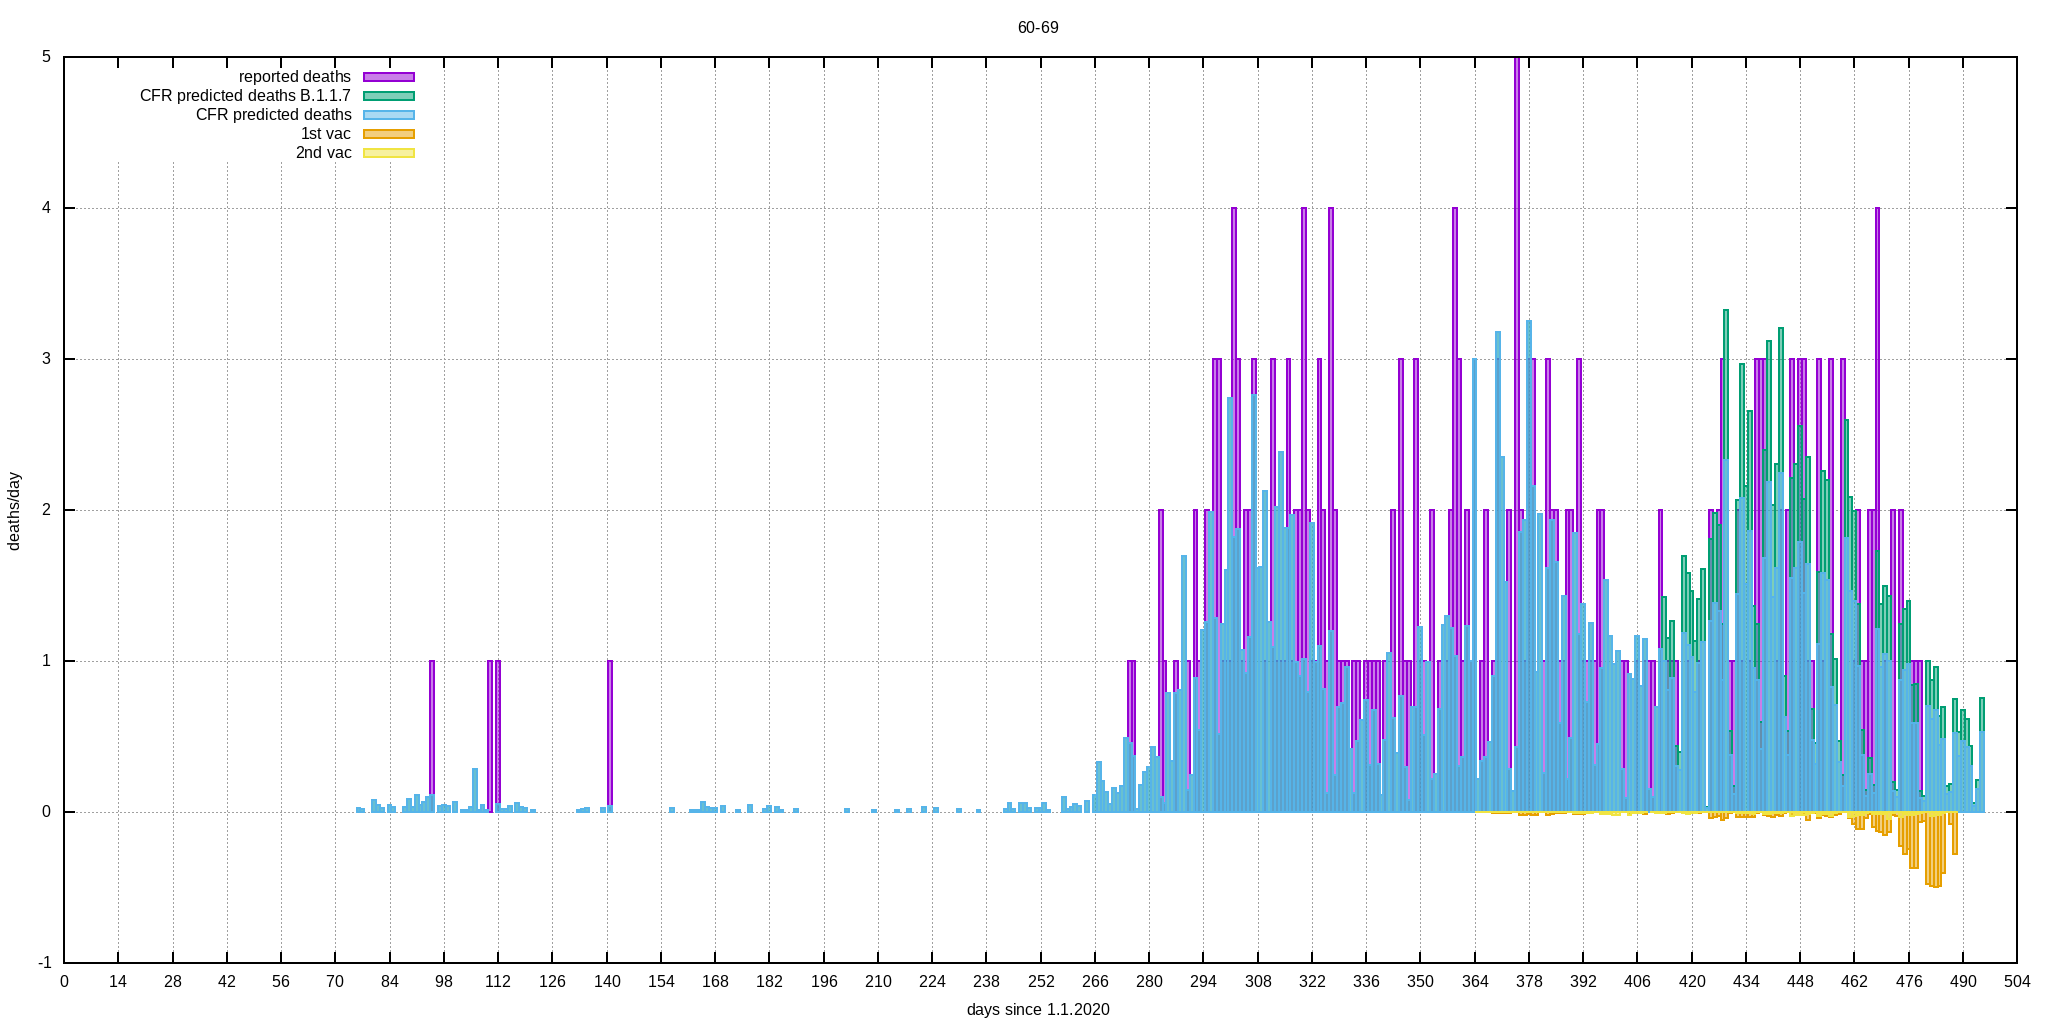 60-69
reported deaths
CFR predicted deaths B.1.1.7
CFR predicted deaths
1st vac
2nd vac
deaths/day
5
4
3
2
1
0
-1
0 14 28 42 56 70 84 98 112 126 140 154 168 182 196 210 224 238 252 266 280 294 308 322 336 350 364 378 392 406 420 434 448 462 476 490 504
days since 1.1.2020